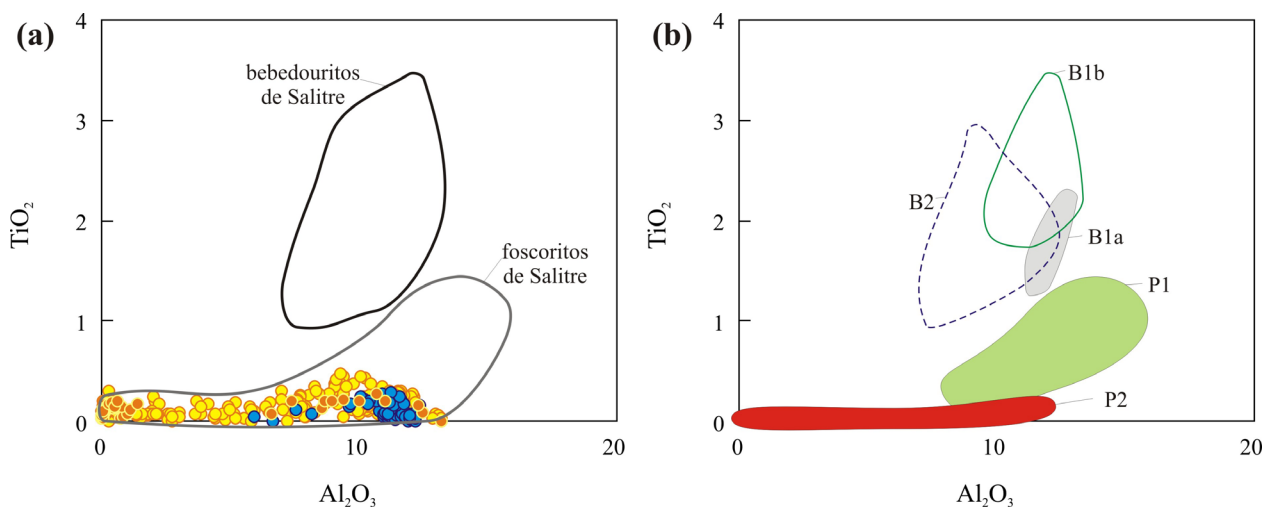 (a)
4
3
2
1
0
TiO₂
bebedouritos
de Salitre
foscoritos
de Salitre
0
10
20
Al₂O₃
(b)
4
3
2
1
0
TiO₂
B1b
B2
B1a
P1
P2
0
10
20
Al₂O₃